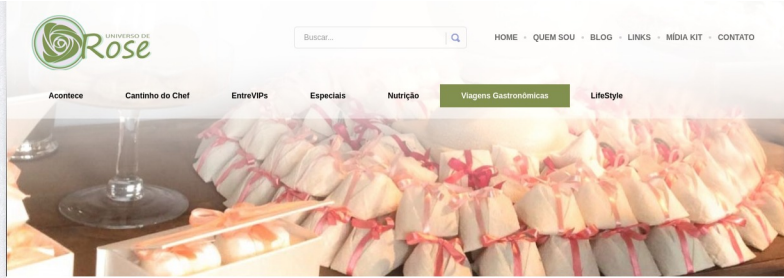 UNIVERSO DE
Rose
Buscar...
HOME • QUEM SOU • BLOG • LINKS • MÍDIA KIT • CONTATO
Acontece Cantinho do Chef EntreVIPs Especiais Nutrição Viagens Gastronômicas LifeStyle